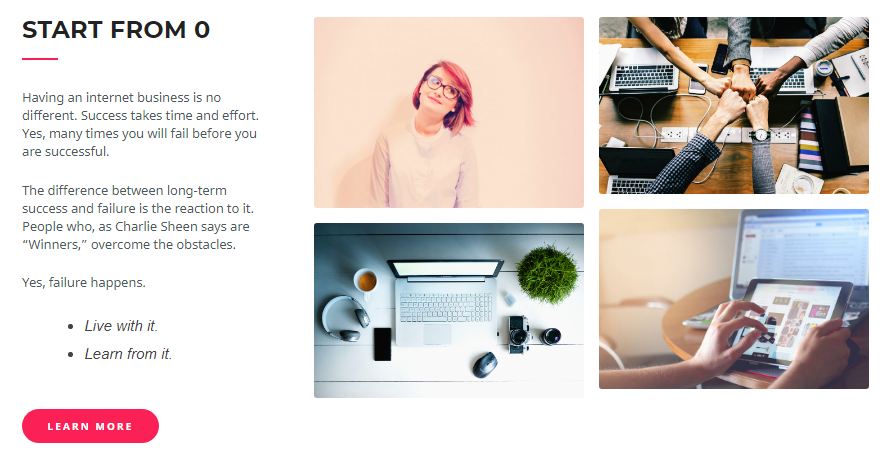 START FROM 0
Having an internet business is no
different. Success takes time and effort.
Yes, many times you will fail before you
are successful.
The difference between long-term
success and failure is the reaction to it.
People who, as Charlie Sheen says are
“Winners,” overcome the obstacles.
Yes, failure happens.
Live with it.
Learn from it.
LEARN MORE